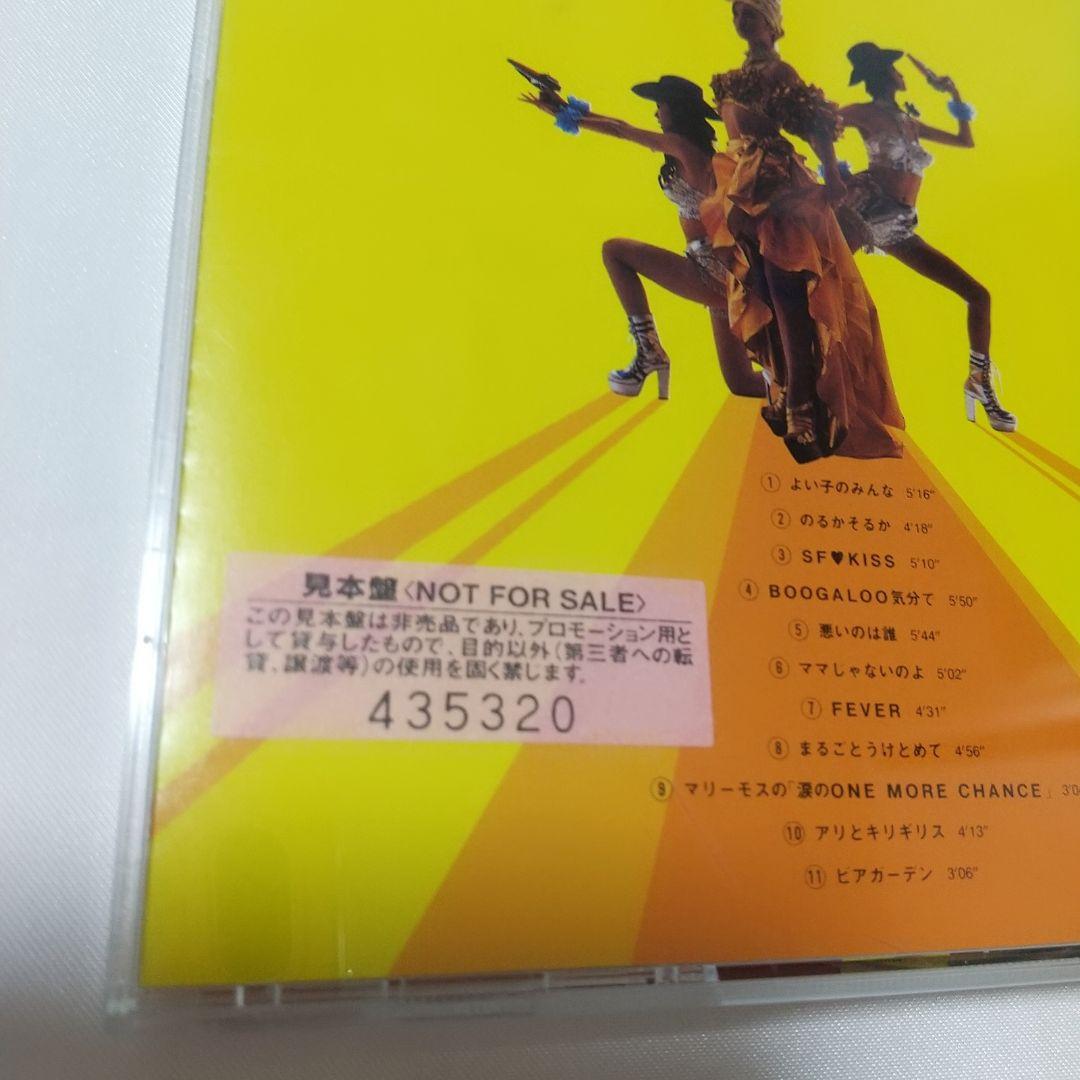 ① よい子のみんな 5'16"
② のるかそるか 4'18"
③ SF♥KISS 5'10"
④ BOOGALOO気分て 5'50"
⑤ 悪いのは誰 5'44"
⑥ ママじゃないのよ 5'02"
⑦ FEVER 4'31"
⑧ まるごとうけとめて 4'56"
⑨ マリーモスの「涙のONE MORE CHANCE」
⑩ アリとキリギリス 4'13"
⑪ ビアガーデン 3'06"
見本盤〈NOT FOR SALE〉
この見本盤は非売品であり、プロモーション用と
して貸与したもので、目的以外(第三者への転
貸、譲渡等)の使用を固く禁じます。
435320